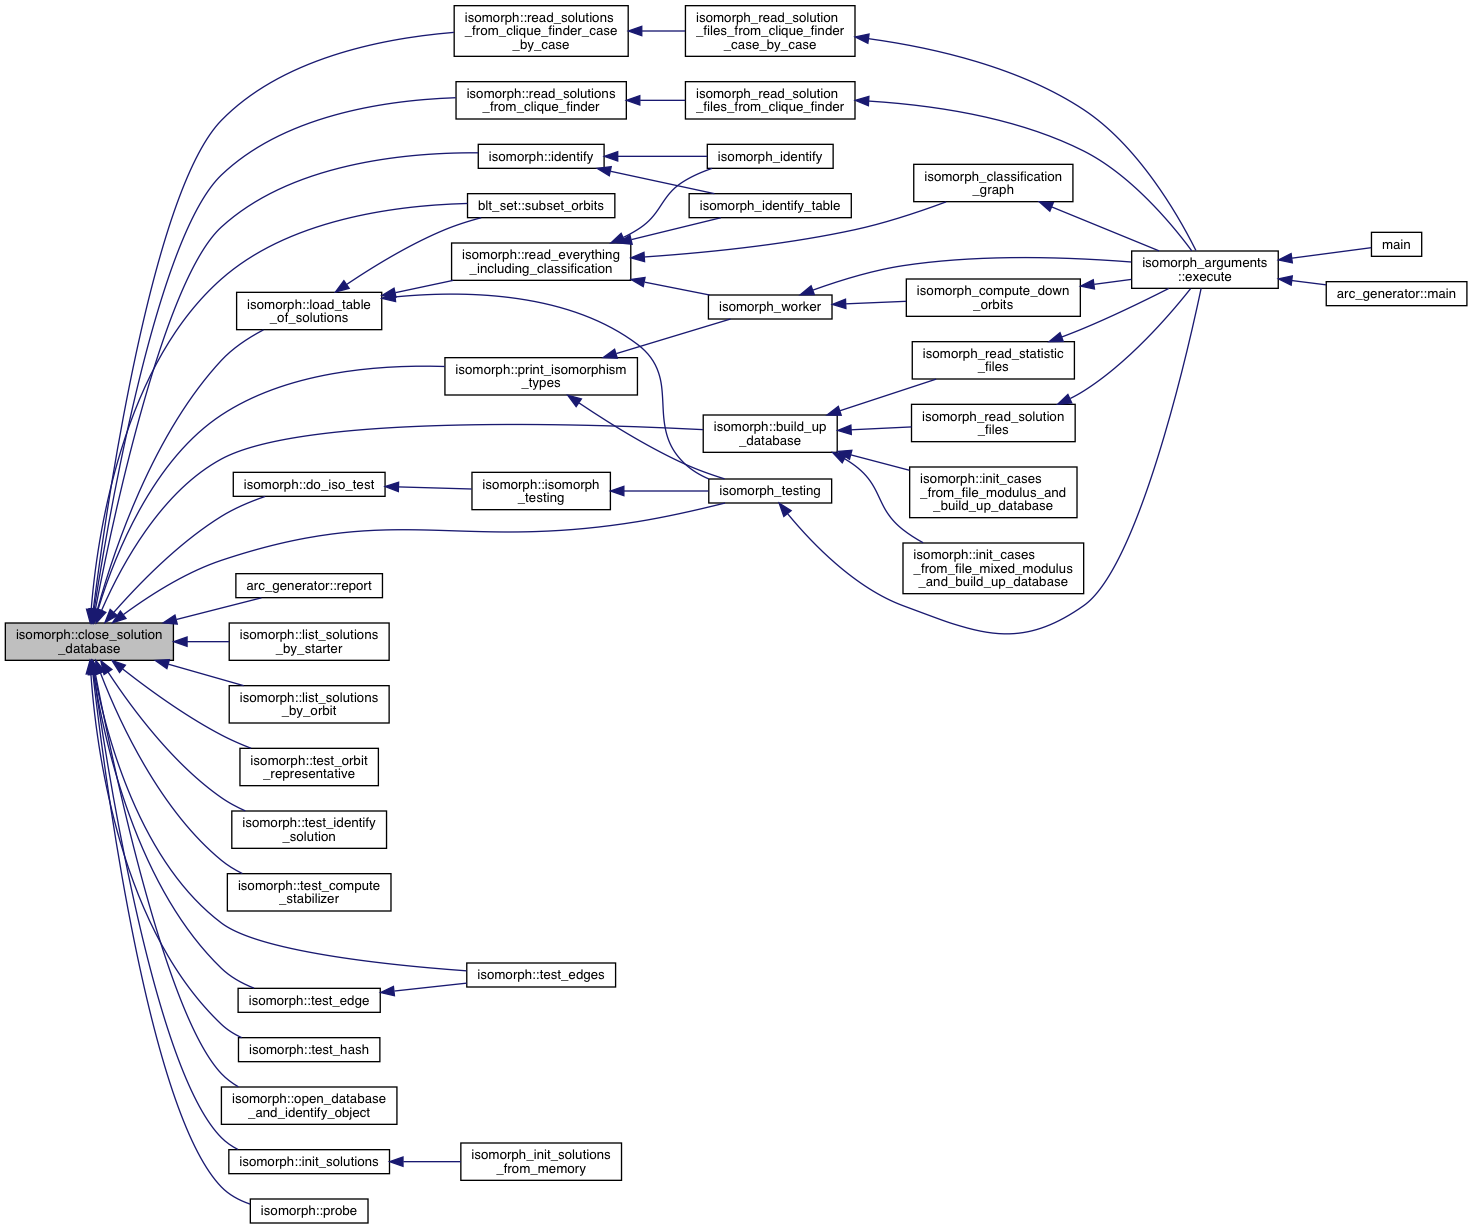 isomorph::read_solutions
_from_clique_finder_case
_by_case
isomorph_read_solution
_files_from_clique_finder
_case_by_case
isomorph::read_solutions
_from_clique_finder
isomorph_read_solution
_files_from_clique_finder
isomorph::identify
isomorph_identify
isomorph_classification
_graph
blt_set::subset_orbits
isomorph_identify_table
isomorph::read_everything
_including_classification
isomorph_arguments
::execute
main
arc_generator::main
isomorph::load_table
_of_solutions
isomorph_worker
isomorph_compute_down
_orbits
isomorph::print_isomorphism
_types
isomorph_read_statistic
_files
isomorph::build_up
_database
isomorph_read_solution
_files
isomorph::do_iso_test
isomorph::isomorph
_testing
isomorph_testing
isomorph::init_cases
_from_file_modulus_and
_build_up_database
isomorph::init_cases
_from_file_mixed_modulus
_and_build_up_database
arc_generator::report
isomorph::close_solution
_database
isomorph::list_solutions
_by_starter
isomorph::list_solutions
_by_orbit
isomorph::test_orbit
_representative
isomorph::test_identify
_solution
isomorph::test_compute
_stabilizer
isomorph::test_edges
isomorph::test_edge
isomorph::test_hash
isomorph::open_database
_and_identify_object
isomorph::init_solutions
isomorph_init_solutions
_from_memory
isomorph::probe